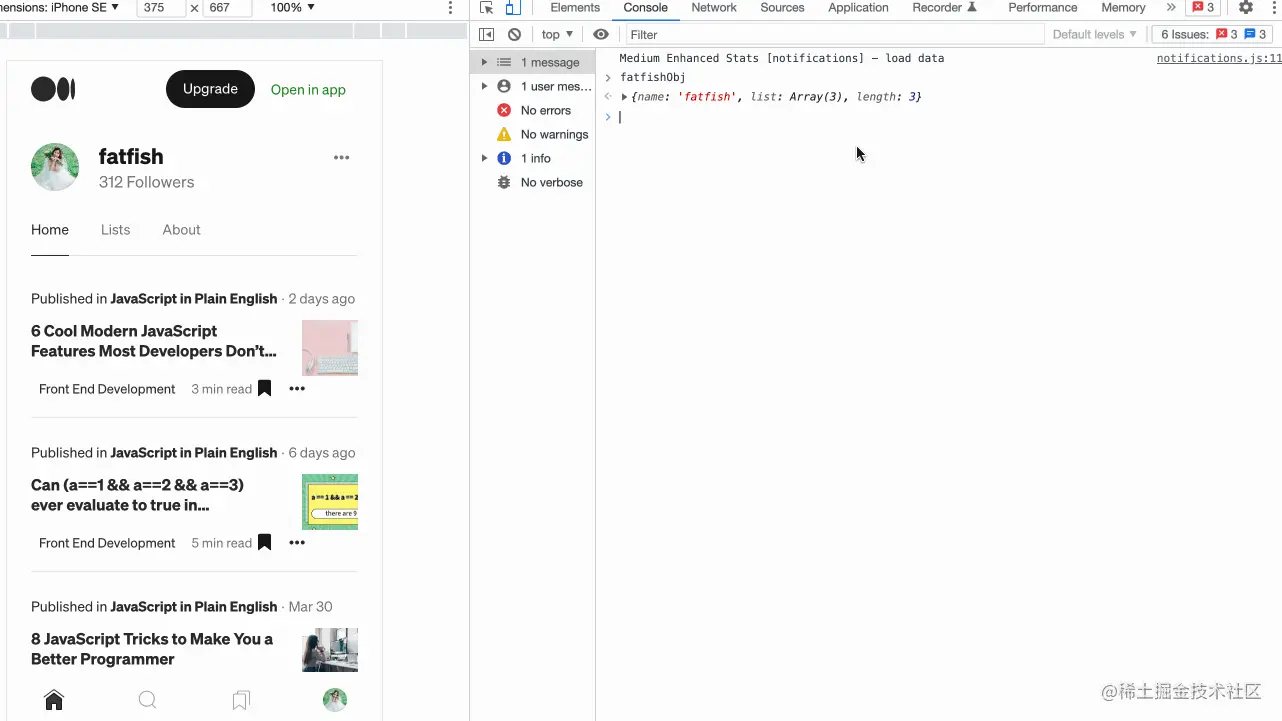 mensions: iPhone SE ▼ 375 × 667 100% ▼
Elements Console Network Sources Application Recorder Performance Memory » 3
top ▼ Filter Default levels ▼ 6 Issues: 3 3
1 message
1 user mes...
No errors
No warnings
1 info
No verbose
Medium Enhanced Stats [notifications] – load data notifications.js:11
fatfishObj
{name: 'fatfish', list: Array(3), length: 3}
Upgrade Open in app
fatfish
312 Followers
Home Lists About
Published in JavaScript in Plain English · 2 days ago
6 Cool Modern JavaScript
Features Most Developers Don't...
Front End Development 3 min read
Published in JavaScript in Plain English · 6 days ago
Can (a==1 && a==2 && a==3)
ever evaluate to true in...
a == 1 && a == 2
there are 9
Front End Development 5 min read
Published in JavaScript in Plain English · Mar 30
8 JavaScript Tricks to Make You a
Better Programmer
@稀土掘金技术社区